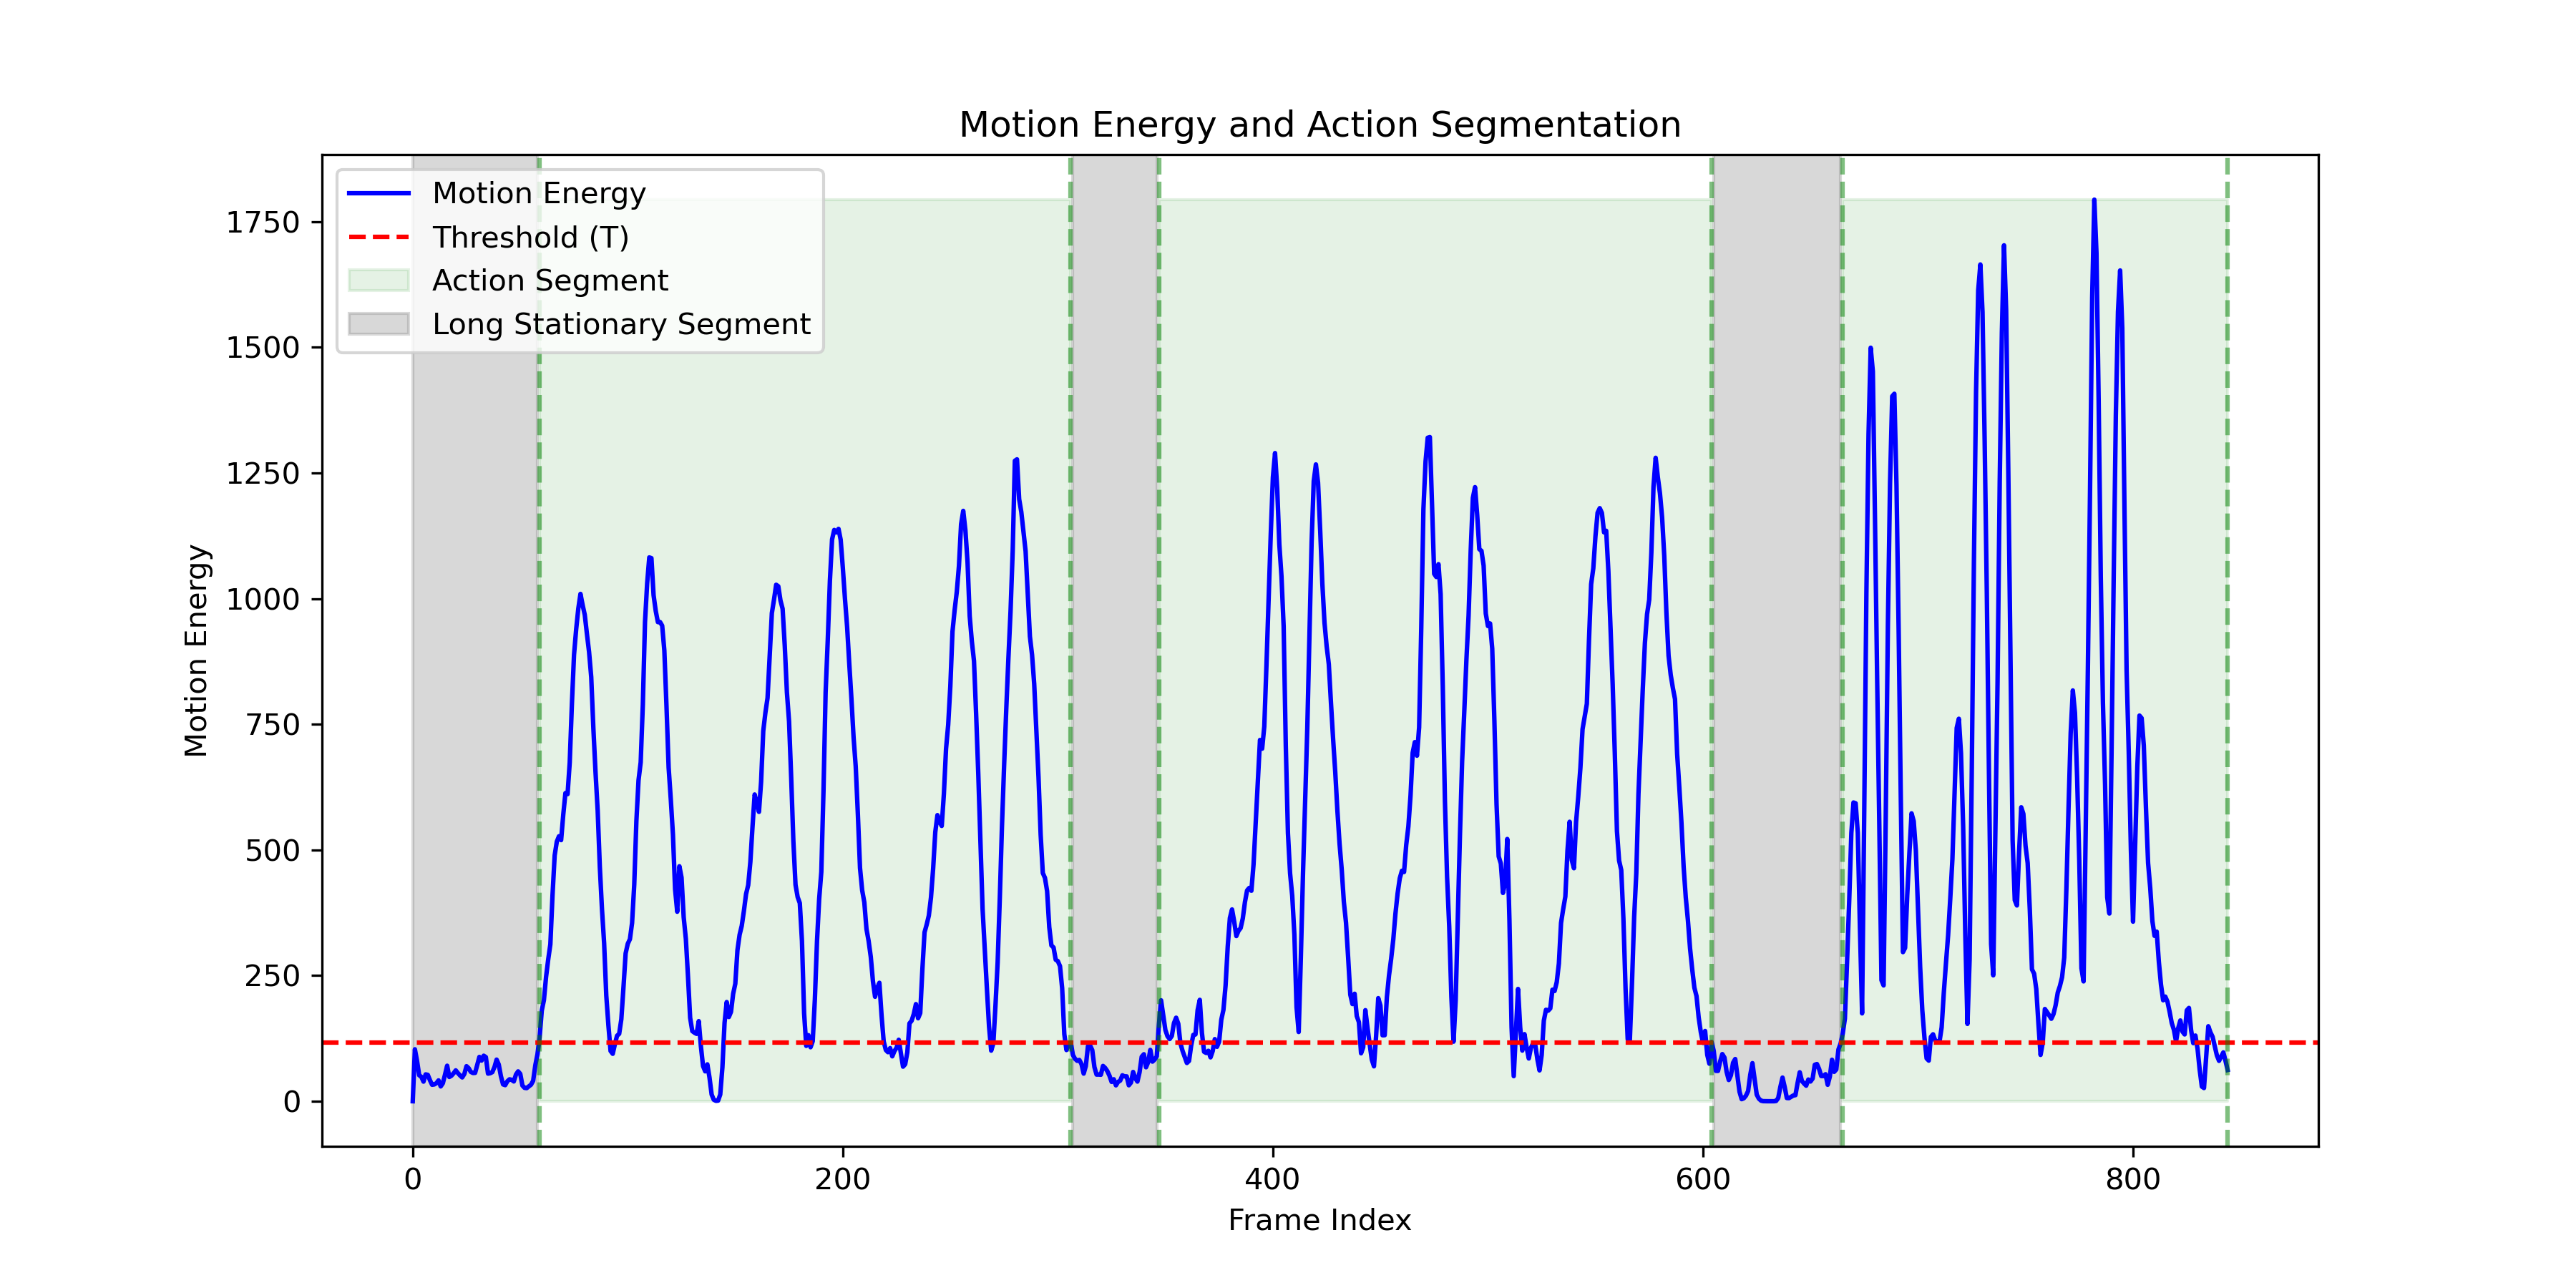 Motion Energy and Action Segmentation
Motion Energy
Threshold (T)
Action Segment
Long Stationary Segment
Motion Energy
1750
1500
1250
1000
750
500
250
0
0 200 400 600 800
Frame Index